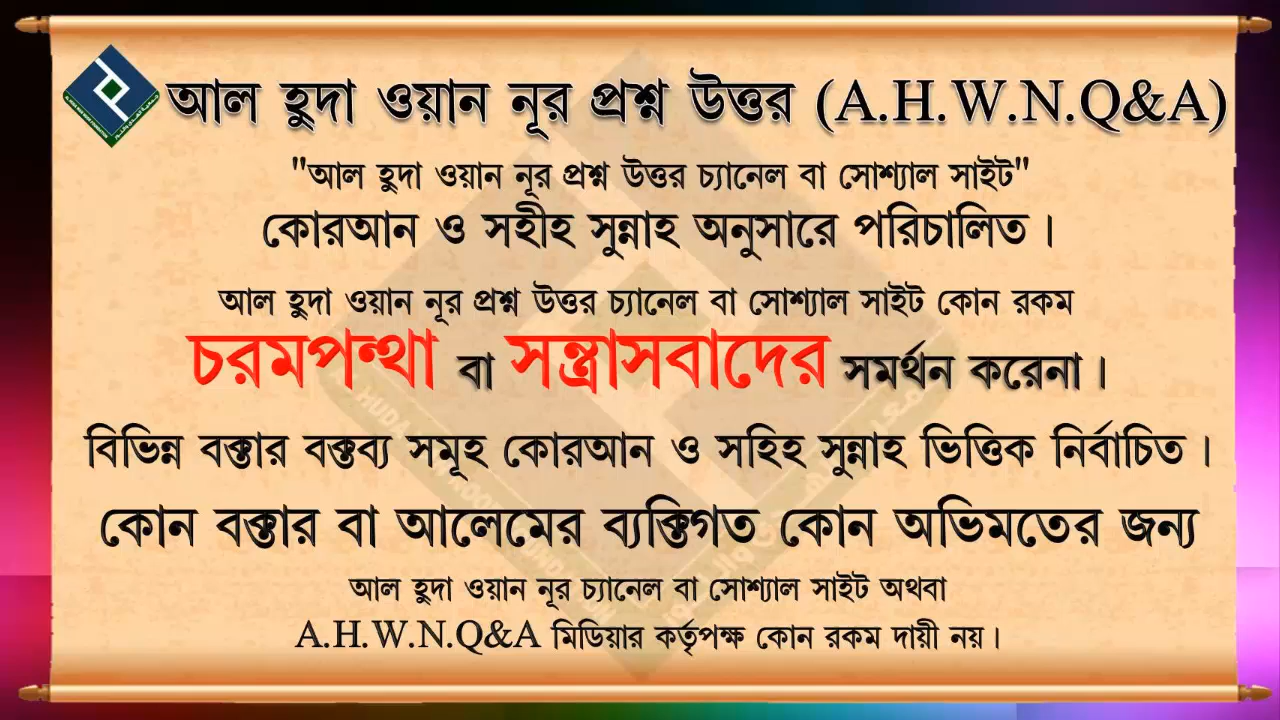 আল হুদা ওয়ান নূর প্রশ্ন উত্তর (A.H.W.N.Q&A)
"আল হুদা ওয়ান নূর প্রশ্ন উত্তর চ্যানেল বা সোশ্যাল সাইট"
কোরআন ও সহীহ সুন্নাহ অনুসারে পরিচালিত।
আল হুদা ওয়ান নূর প্রশ্ন উত্তর চ্যানেল বা সোশ্যাল সাইট কোন রকম
চরমপন্থা বা সন্ত্রাসবাদের সমর্থন করেনা।
বিভিন্ন বক্তার বক্তব্য সমূহ কোরআন ও সহিহ সুন্নাহ ভিত্তিক নির্বাচিত।
কোন বক্তার বা আলেমের ব্যক্তিগত কোন অভিমতের জন্য
আল হুদা ওয়ান নূর চ্যানেল বা সোশ্যাল সাইট অথবা
A.H.W.N.Q&A মিডিয়ার কর্তৃপক্ষ কোন রকম দায়ী নয়।